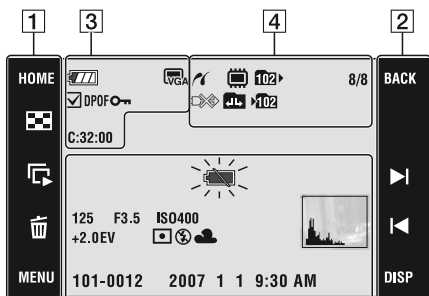 1 3 4 2
HOME VGA 102 8/8 BACK
DPOF 102
C:32:00
125 F3.5 ISO400
+2.0EV
MENU 101-0012 2007 1 1 9:30 AM DISP